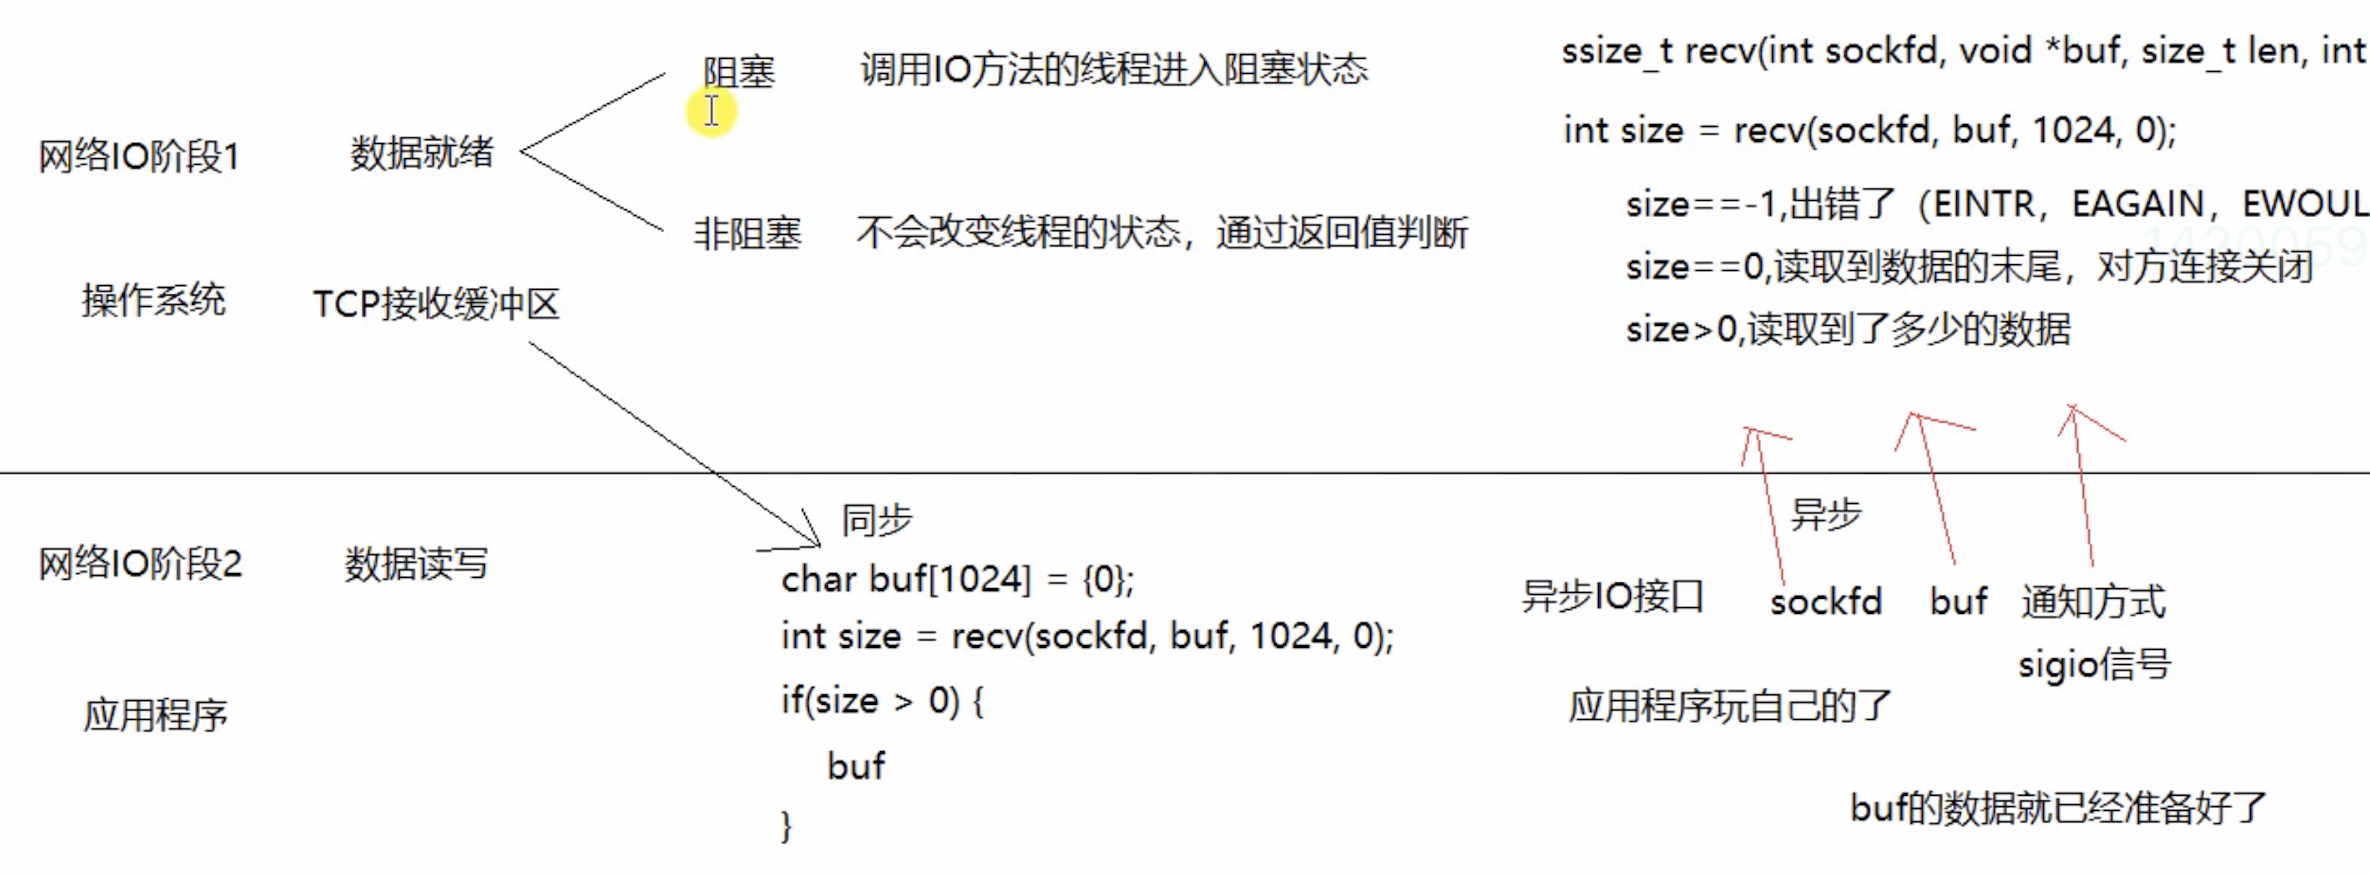 阻塞 调用IO方法的线程进入阻塞状态
网络IO阶段1 数据就绪
非阻塞 不会改变线程的状态，通过返回值判断
操作系统 TCP接收缓冲区
ssize_t recv(int sockfd, void *buf, size_t len, int
int size = recv(sockfd, buf, 1024, 0);
size==-1,出错了（EINTR，EAGAIN，EWOUL
size==0,读取到数据的末尾，对方连接关闭
size>0,读取到了多少的数据
网络IO阶段2 数据读写
应用程序
同步
char buf[1024] = {0};
int size = recv(sockfd, buf, 1024, 0);
if(size > 0) {
buf
}
异步
异步IO接口 sockfd buf 通知方式
sigio信号
应用程序玩自己的了
buf的数据就已经准备好了